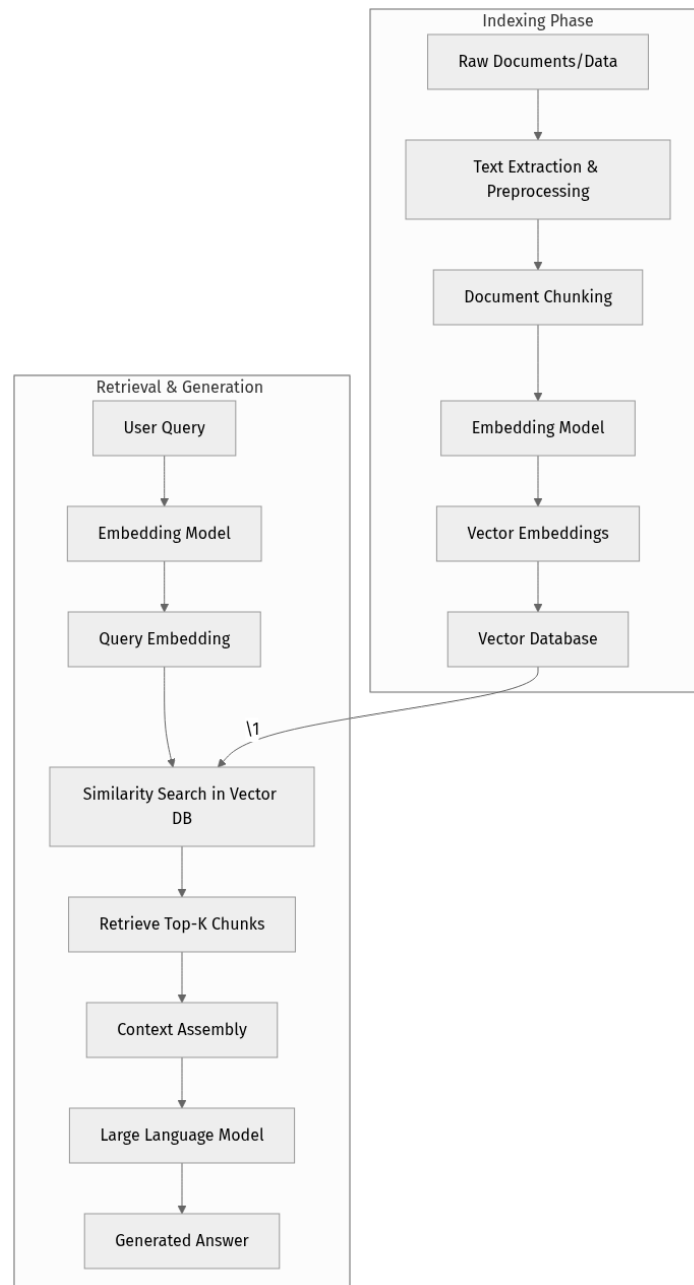 Indexing Phase
Raw Documents/Data
Text Extraction &
Preprocessing
Document Chunking
Embedding Model
Vector Embeddings
Vector Database
Retrieval & Generation
User Query
Embedding Model
Query Embedding
\1
Similarity Search in Vector
DB
Retrieve Top-K Chunks
Context Assembly
Large Language Model
Generated Answer